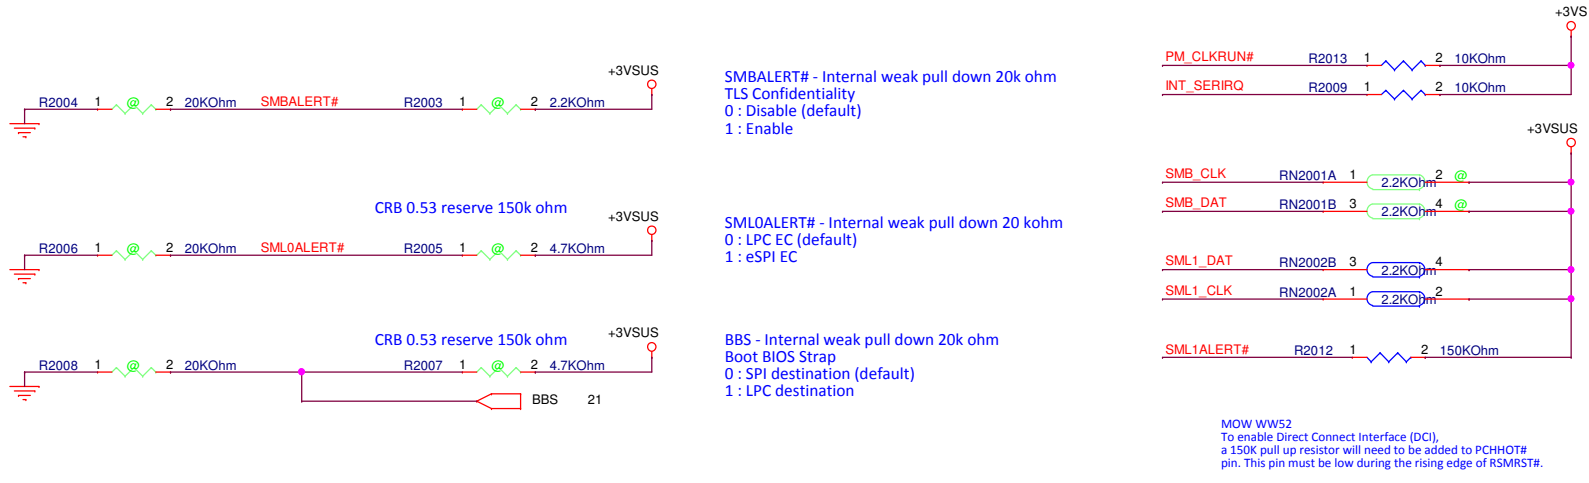 +3VSUS
R2004 1 @ 2 20KOhm SMBALERT# R2003 1 @ 2 2.2KOhm
SMBALERT# - Internal weak pull down 20k ohm
TLS Confidentiality
0 : Disable (default)
1 : Enable
CRB 0.53 reserve 150k ohm
+3VSUS
R2006 1 @ 2 20KOhm SML0ALERT# R2005 1 @ 2 4.7KOhm
SML0ALERT# - Internal weak pull down 20 kohm
0 : LPC EC (default)
1 : eSPI EC
CRB 0.53 reserve 150k ohm
+3VSUS
R2008 1 @ 2 20KOhm R2007 1 @ 2 4.7KOhm
BBS 21
BBS - Internal weak pull down 20k ohm
Boot BIOS Strap
0 : SPI destination (default)
1 : LPC destination
+3VS
PM_CLKRUN# R2013 1 2 10KOhm
INT_SERIRQ R2009 1 2 10KOhm
+3VSUS
SMB_CLK RN2001A 1 2.2KOhm 2 @
SMB_DAT RN2001B 3 2.2KOhm 4 @
SML1_DAT RN2002B 3 2.2KOhm 4
SML1_CLK RN2002A 1 2.2KOhm 2
SML1ALERT# R2012 1 2 150KOhm
MOW WW52
To enable Direct Connect Interface (DCI),
a 150K pull up resistor will need to be added to PCHHOT#
pin. This pin must be low during the rising edge of RSMRST#.